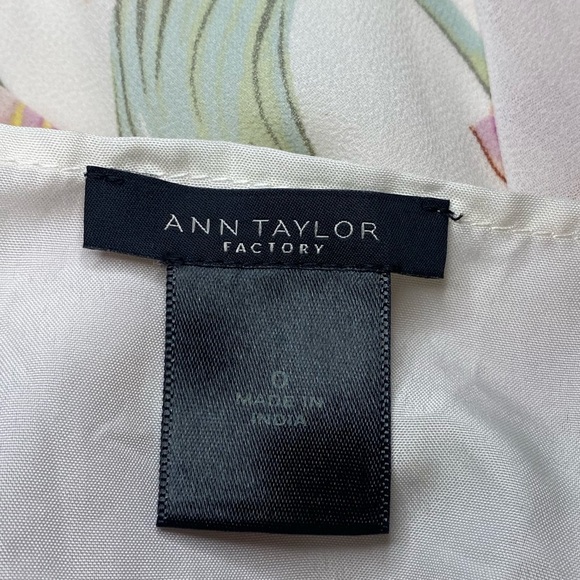 ANN TAYLOR
FACTORY
0
MADE IN
INDIA